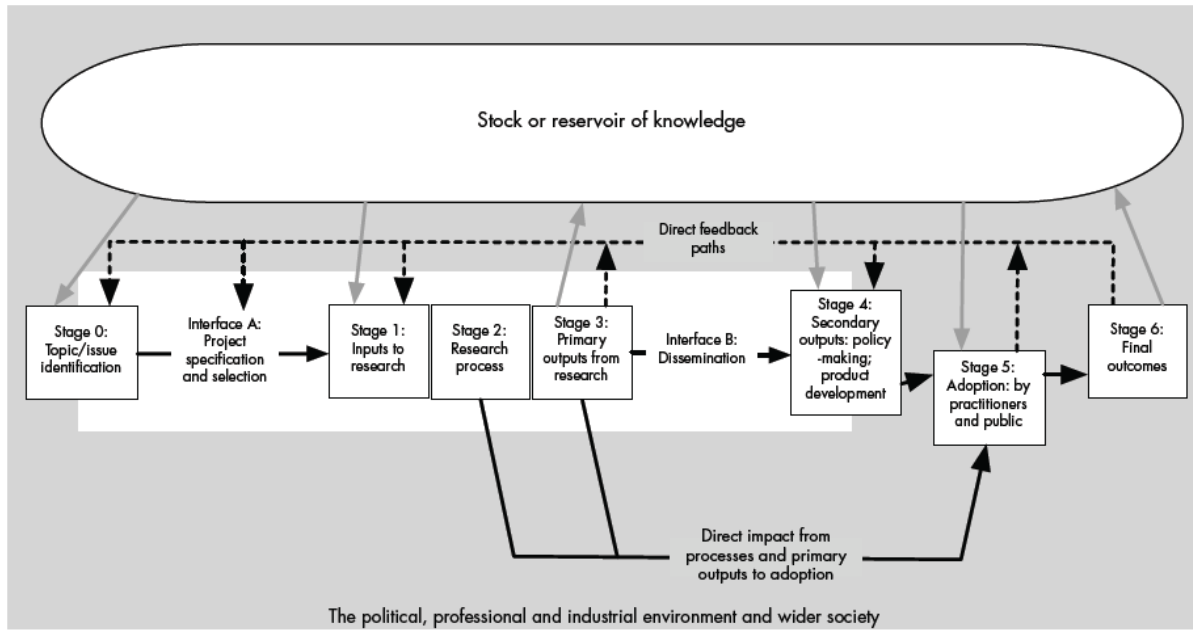 Stock or reservoir of knowledge
Direct feedback
paths
Stage 0:
Topic/issue
identification
Interface A:
Project
specification
and selection
Stage 1:
Inputs to
research
Stage 2:
Research
process
Stage 3:
Primary
outputs from
research
Interface B:
Dissemination
Stage 4:
Secondary
outputs: policy
-making;
product
development
Stage 5:
Adoption: by
practitioners
and public
Stage 6:
Final
outcomes
Direct impact from
processes and primary
outputs to adoption
The political, professional and industrial environment and wider society